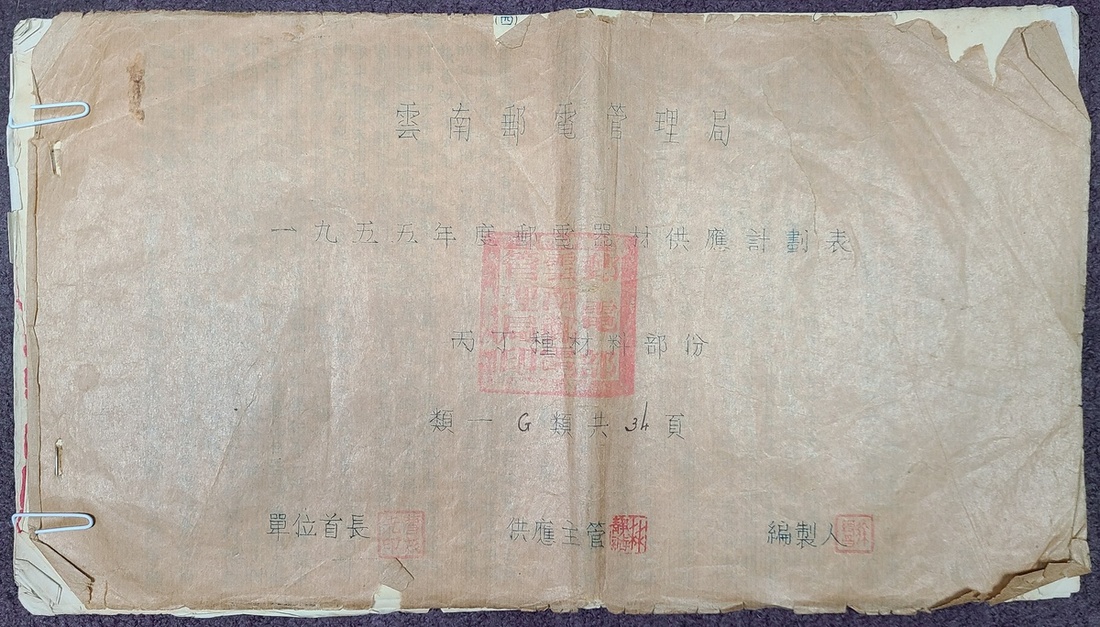 四
雲南郵電管理局
一九五五年度郵電器材供應計劃表
丙丁種材料部份
類一G類共34頁
單位首長 供應主管 編製人